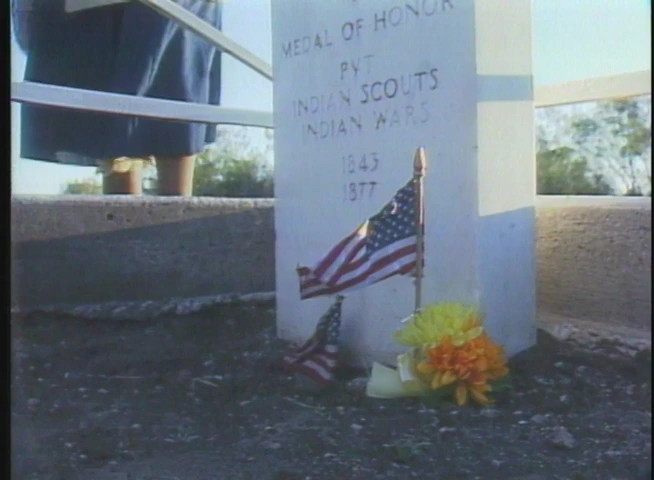 MEDAL OF HONOR
PVT
INDIAN SCOUTS
INDIAN WARS
1843
1877